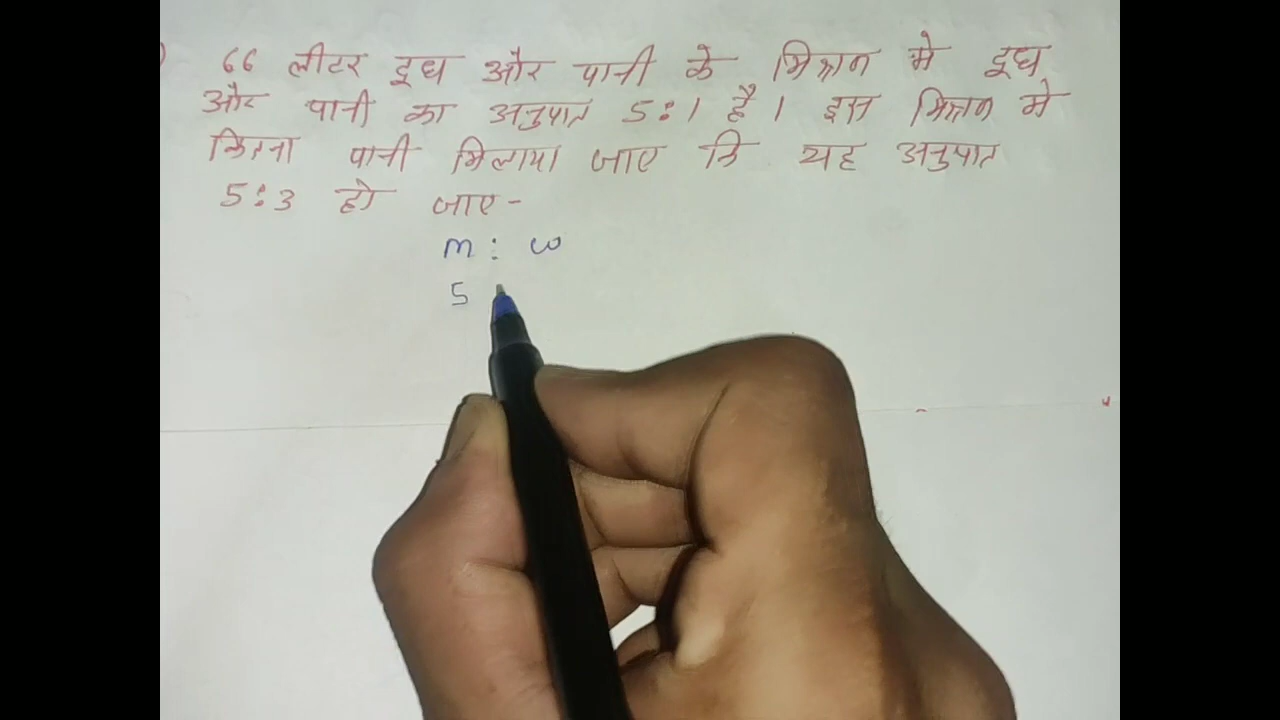 66 लीटर दूध और पानी के मिश्रण मे दूध
और पानी का अनुपात 5:1 है । इस मिश्रण मे
कितना पानी मिलाया जाए कि यह अनुपात
5:3 हो जाए-
m : w
5